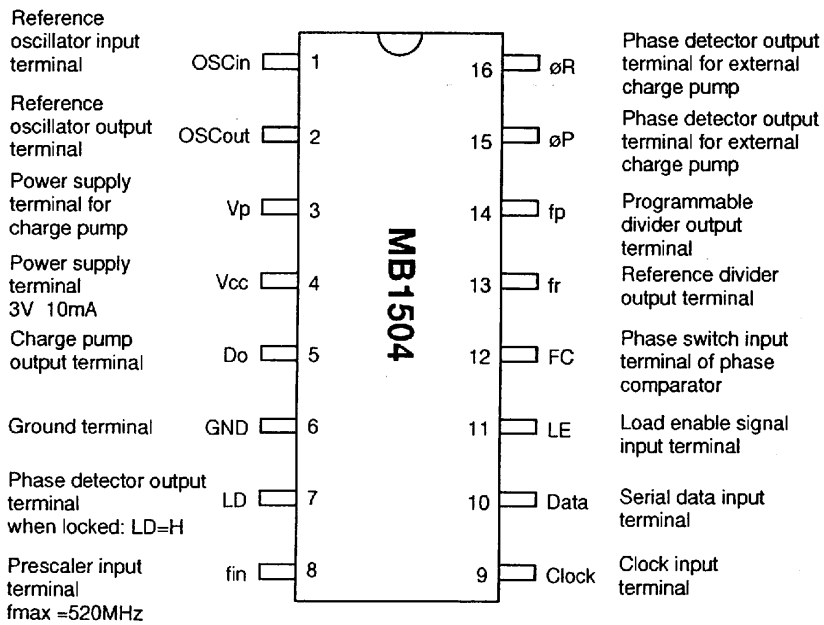 Reference
oscillator input
terminal
OSCin
1
Reference
oscillator output
terminal
OSCout
2
Power supply
terminal for
charge pump
Vp
3
Power supply
terminal
3V 10mA
Vcc
4
Charge pump
output terminal
Do
5
Ground terminal
GND
6
Phase detector output
terminal
when locked: LD=H
LD
7
Prescaler input
terminal
fmax =520MHz
fin
8
MB1504
16
øR
Phase detector output
terminal for external
charge pump
15
øP
Phase detector output
terminal for external
charge pump
14
fp
Programmable
divider output
terminal
13
fr
Reference divider
output terminal
12
FC
Phase switch input
terminal of phase
comparator
11
LE
Load enable signal
input terminal
10
Data
Serial data input
terminal
9
Clock
Clock input
terminal